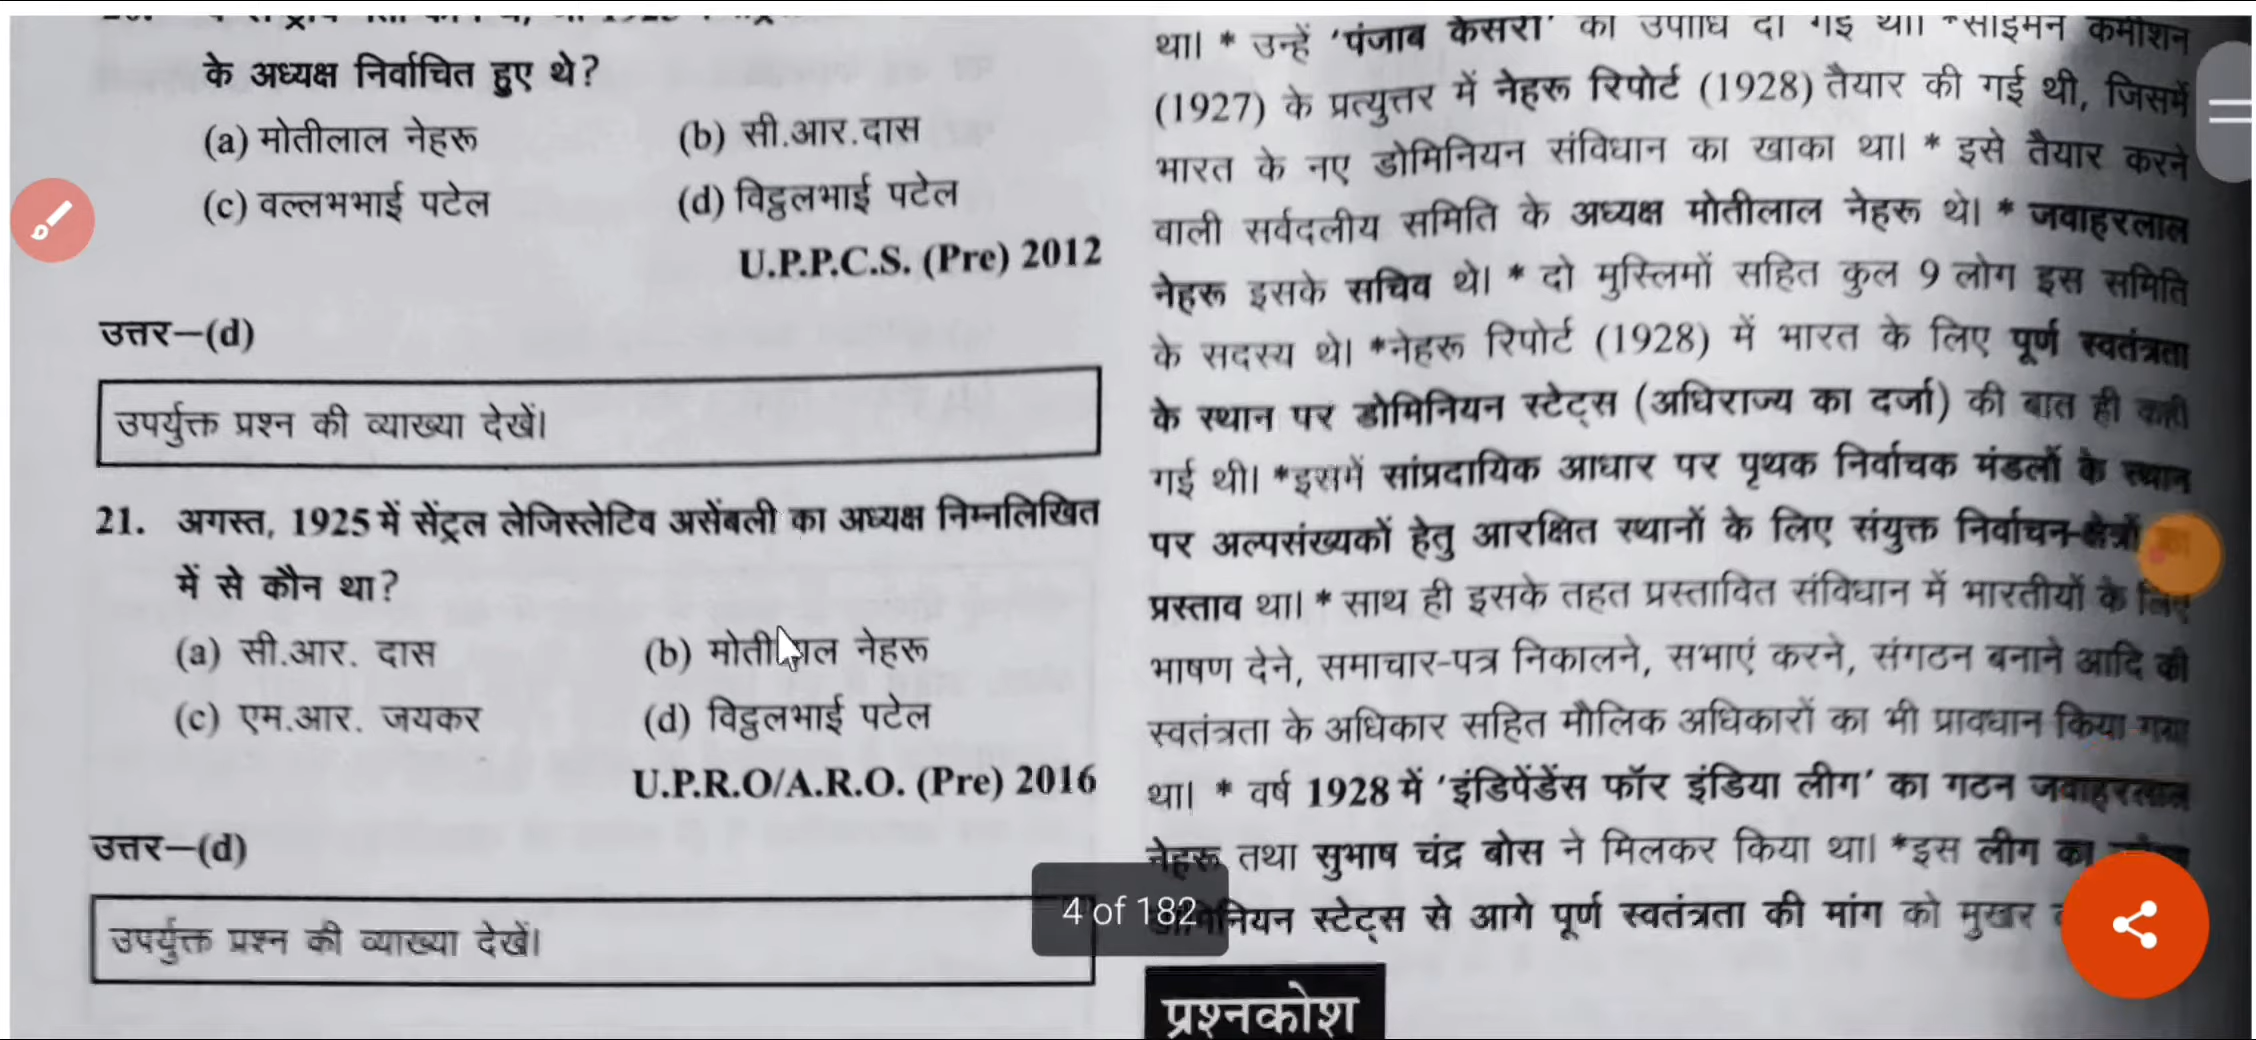 के अध्यक्ष निर्वाचित हुए थे?
(a) मोतीलाल नेहरू
(b) सी.आर.दास
(c) वल्लभभाई पटेल
(d) विट्ठलभाई पटेल
U.P.P.C.S. (Pre) 2012
उत्तर–(d)
उपर्युक्त प्रश्न की व्याख्या देखें।
21. अगस्त, 1925 में सेंट्रल लेजिस्लेटिव असेंबली का अध्यक्ष निम्नलिखित
में से कौन था?
(a) सी.आर. दास
(b) मोतीलाल नेहरू
(c) एम.आर. जयकर
(d) विट्ठलभाई पटेल
U.P.R.O/A.R.O. (Pre) 2016
उत्तर–(d)
उपर्युक्त प्रश्न की व्याख्या देखें।
था। * उन्हें ‘पंजाब केसरी’ की उपाधि दी गई थी। *साइमन कमीशन
(1927) के प्रत्युत्तर में नेहरू रिपोर्ट (1928) तैयार की गई थी, जिसमें
भारत के नए डोमिनियन संविधान का खाका था। * इसे तैयार करने
वाली सर्वदलीय समिति के अध्यक्ष मोतीलाल नेहरू थे। * जवाहरलाल
नेहरू इसके सचिव थे। * दो मुस्लिमों सहित कुल 9 लोग इस समिति
के सदस्य थे। *नेहरू रिपोर्ट (1928) में भारत के लिए पूर्ण स्वतंत्रता
के स्थान पर डोमिनियन स्टेट्स (अधिराज्य का दर्जा) की बात ही कही
गई थी। *इसमें सांप्रदायिक आधार पर पृथक निर्वाचक मंडलों के स्थान
पर अल्पसंख्यकों हेतु आरक्षित स्थानों के लिए संयुक्त निर्वाचन-क्षेत्रों
प्रस्ताव था। * साथ ही इसके तहत प्रस्तावित संविधान में भारतीयों के लिए
भाषण देने, समाचार-पत्र निकालने, सभाएं करने, संगठन बनाने आदि की
स्वतंत्रता के अधिकार सहित मौलिक अधिकारों का भी प्रावधान किया गया
था। * वर्ष 1928 में ‘इंडिपेंडेंस फॉर इंडिया लीग’ का गठन जवाहरलाल
नेहरू तथा सुभाष चंद्र बोस ने मिलकर किया था। *इस लीग का
डोमिनियन स्टेट्स से आगे पूर्ण स्वतंत्रता की मांग को मुखर
4 of 182
प्रश्नकोश